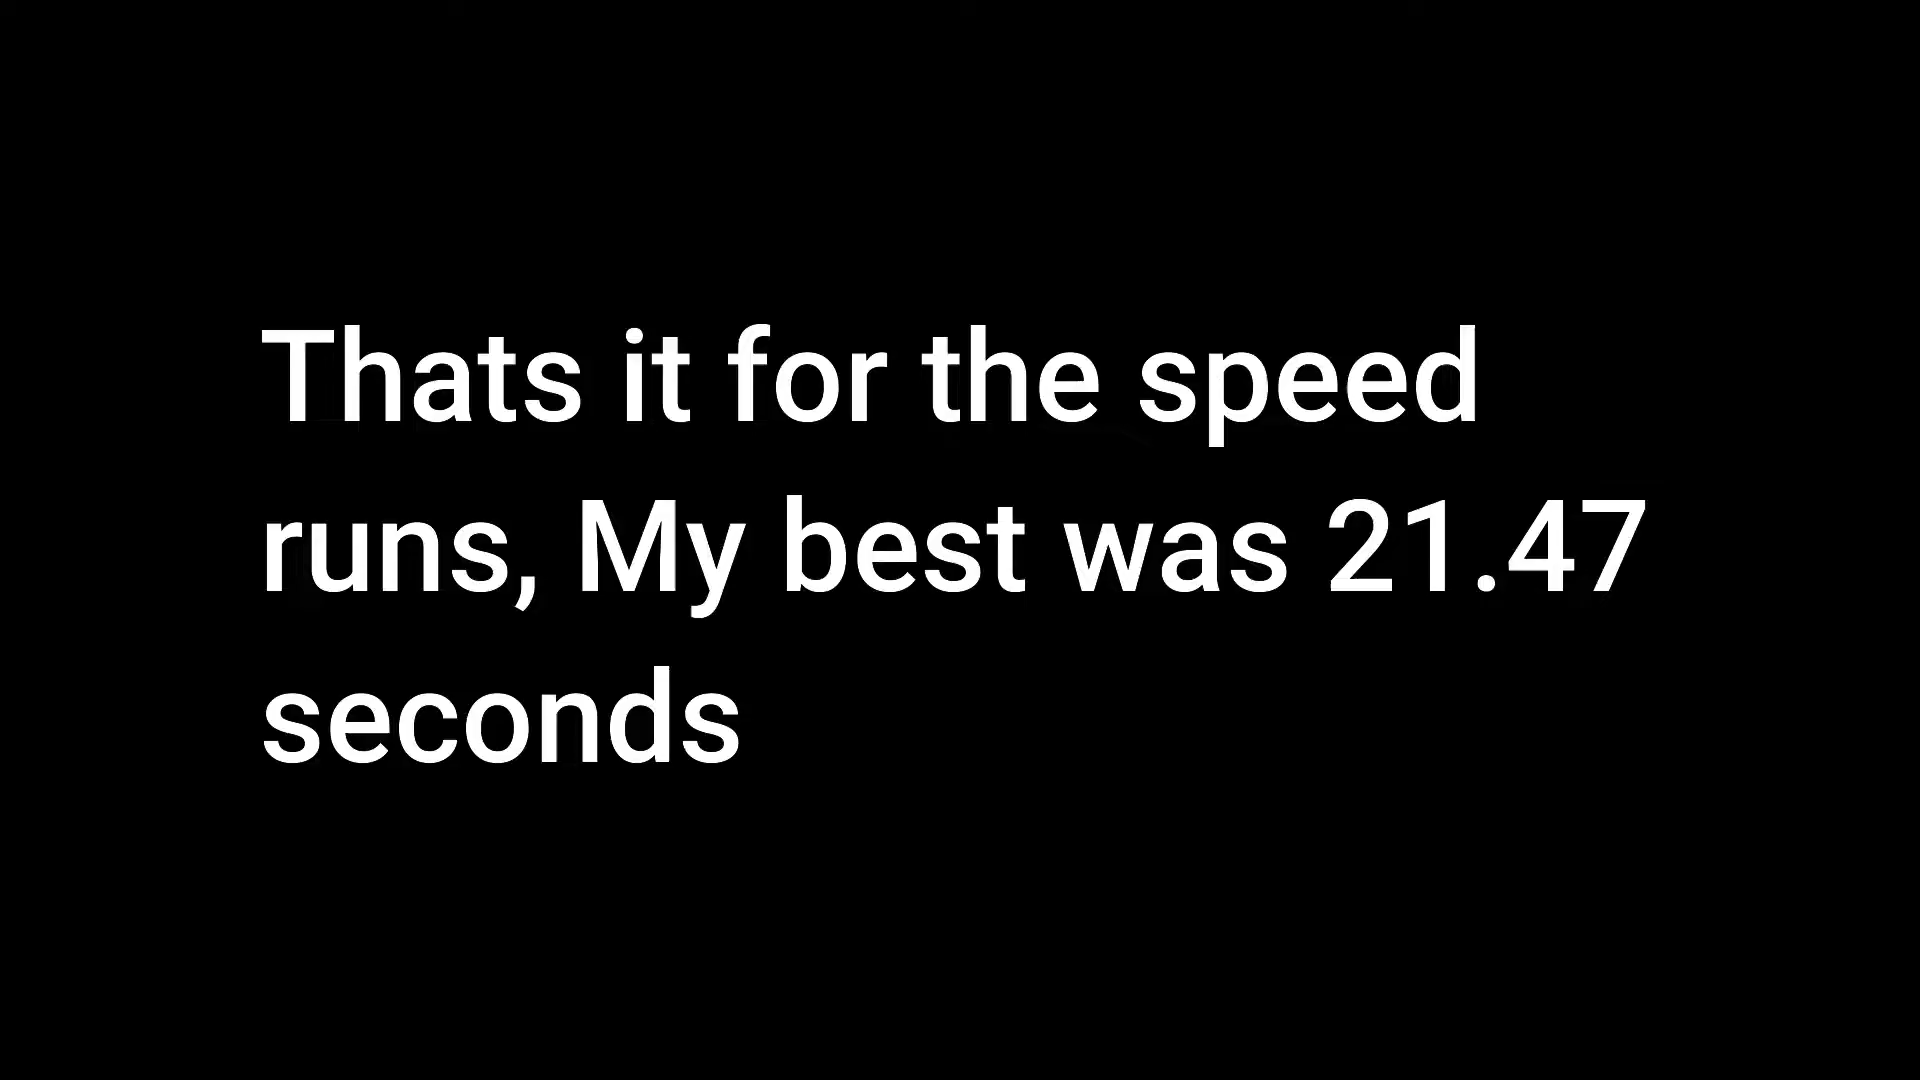 Thats it for the speed
runs, My best was 21.47
seconds